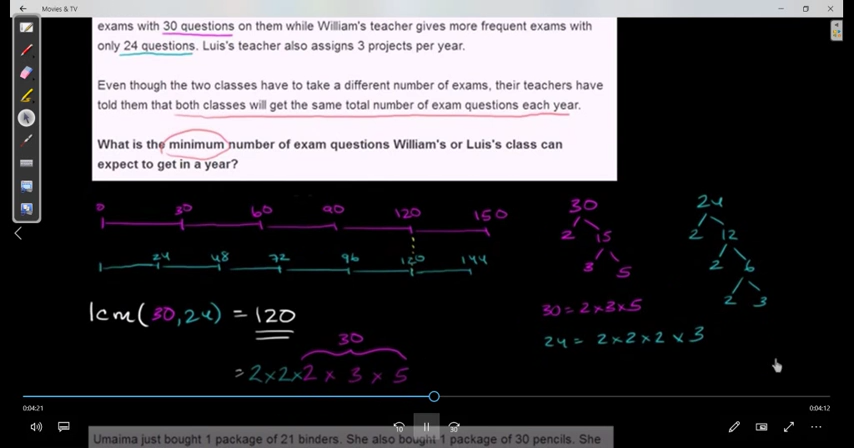 Movies & TV
exams with 30 questions on them while William's teacher gives more frequent exams with
only 24 questions. Luis's teacher also assigns 3 projects per year.
Even though the two classes have to take a different number of exams, their teachers have
told them that both classes will get the same total number of exam questions each year.
What is the minimum number of exam questions William's or Luis's class can
expect to get in a year?
0 30 60 90 120 150
24 48 72 96 120 144
30
2 15
3 5
24
2 12
2 6
2 3
lcm(30,24) = 120
30
= 2×2×2 × 3 × 5
30 = 2×3×5
24 = 2×2×2×3
0:04:21
0:04:12
10
30
Umaima just bought 1 package of 21 binders. She also bought 1 package of 30 pencils. She